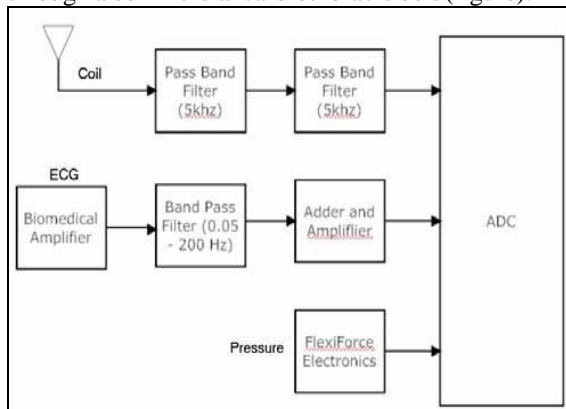 Coil
Pass Band
Filter
(5khz)
Pass Band
Filter
(5khz)
ECG
Biomedical
Amplifier
Band Pass
Filter (0.05
- 200 Hz)
Adder and
Ampliflier
ADC
Pressure
FlexiForce
Electronics